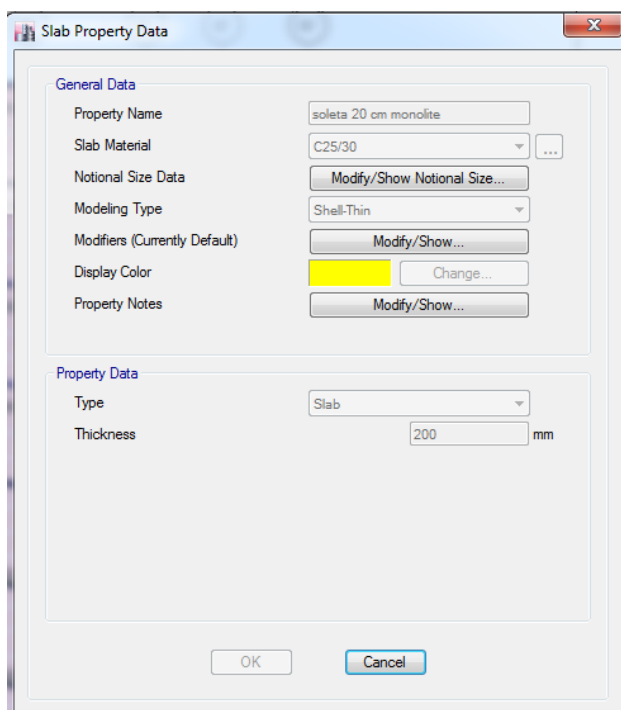 Slab Property Data
General Data
Property Name soleta 20 cm monolite
Slab Material C25/30 ...
Notional Size Data Modify/Show Notional Size...
Modeling Type Shell-Thin
Modifiers (Currently Default) Modify/Show...
Display Color Change...
Property Notes Modify/Show...
Property Data
Type Slab
Thickness 200 mm
OK Cancel